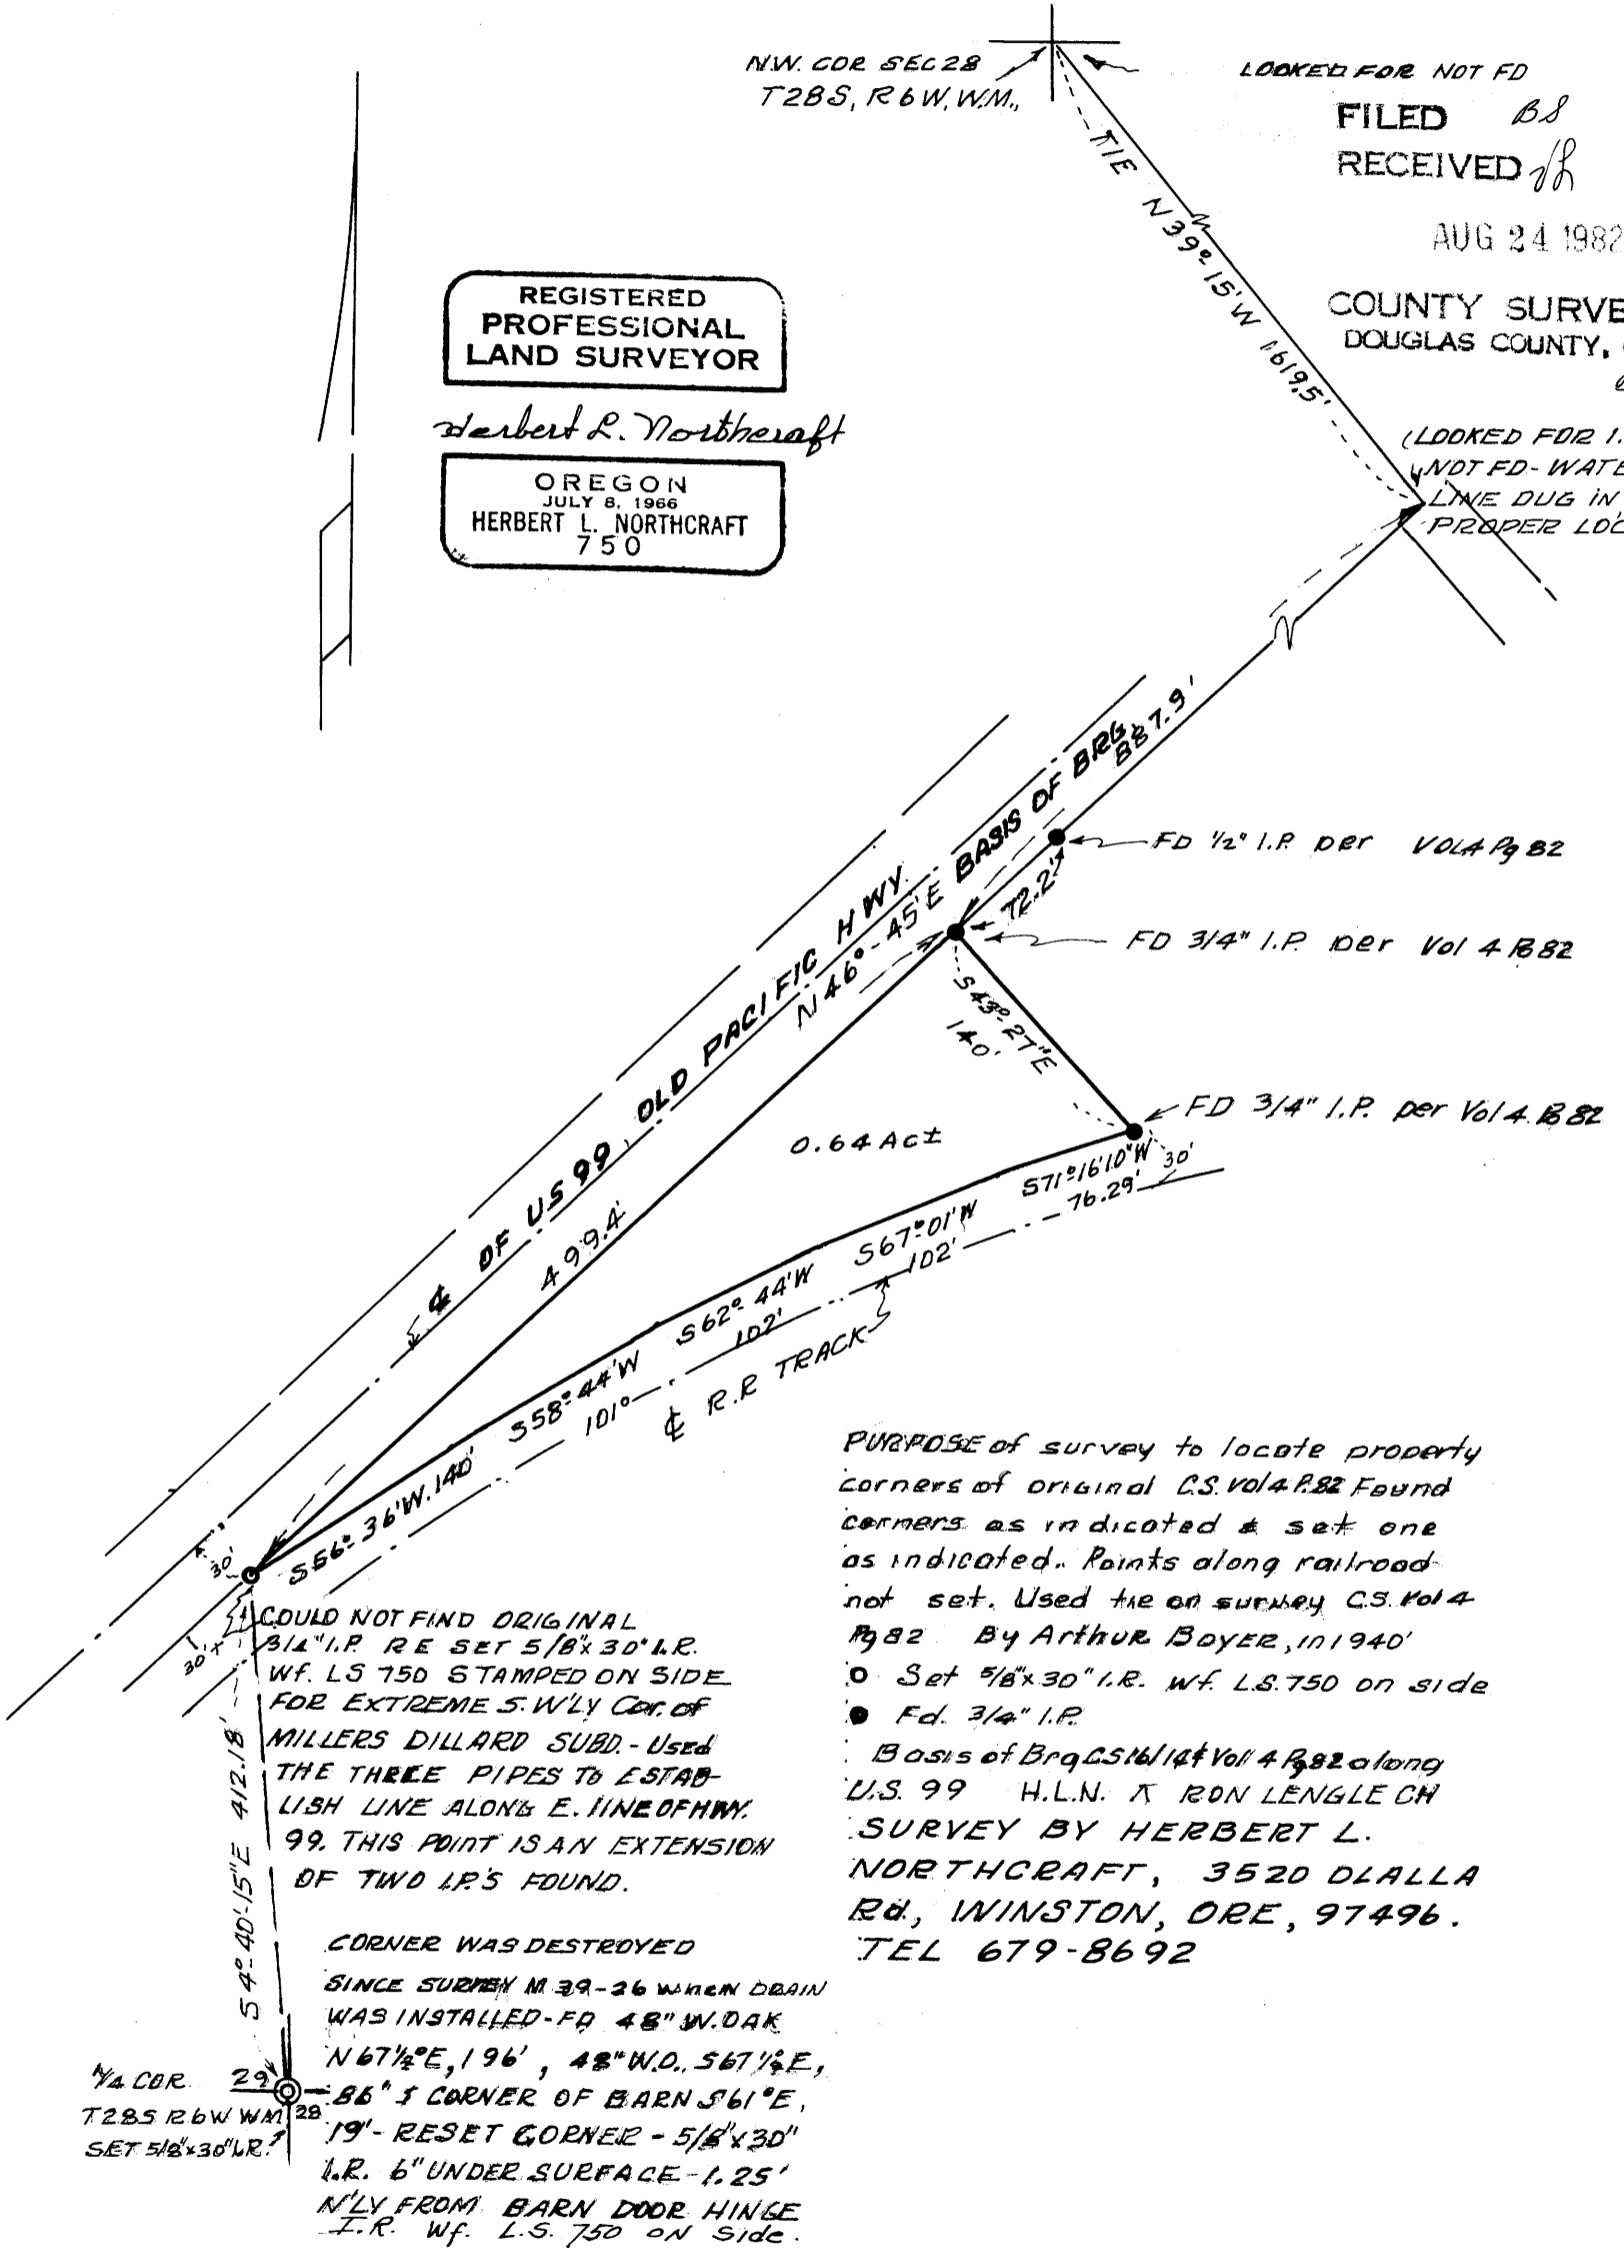 N.W. COR SEC 28
T28S, R6W, W.M.,
LOOKED FOR NOT FD
FILED BS
RECEIVED
AUG 24 1982
COUNTY SURVE
DOUGLAS COUNTY,
TIE N39°15'W 1619.5'
REGISTERED
PROFESSIONAL
LAND SURVEYOR
Herbert L. Northcraft
OREGON
JULY 8, 1966
HERBERT L. NORTHCRAFT
750
(LOOKED FOR I.
NOT FD - WATE
LINE DUG IN
PROPER LOC
887.9'
N46°-45'E BASIS OF BRG.
℄ OF US 99, OLD PACIFIC HWY.
FD 1/2" I.P. per VOL4 Pg 82
72.2'
FD 3/4" I.P. per Vol 4 P 82
S43°-27"E
140'
FD 3/4" I.P. per Vol 4 P 82
0.64 Ac±
499.4'
S71°16'10"W
76.29'
30'
S67°01'W
102'
S62°-44'W
102'
S58°-44'W
101°
℄ R.R TRACK
S56°-36'W. 140'
30'
30'
COULD NOT FIND ORIGINAL
3/4" I.P. RE SET 5/8"x 30" I.R.
Wf. LS 750 STAMPED ON SIDE
FOR EXTREME S.W'LY Cor. of
MILLERS DILLARD SUBD. - Used
THE THREE PIPES TO ESTAB-
LISH LINE ALONG E. lINE OF HWY.
99. THIS POINT IS AN EXTENSION
OF TWO I.P.'S FOUND.
S4°-40'-15"E 412.18'
CORNER WAS DESTROYED
SINCE SURVEY M 39-26 WHEN DRAIN
WAS INSTALLED - FD 48" W.OAK
N67½°E, 196', 48" W.O., S67½°E,
86" & CORNER OF BARN S61°E,
19' - RESET CORNER - 5/8"x30"
I.R. 6" UNDER SURFACE - 1.25'
N'LY FROM BARN DOOR HINGE
I.R. Wf. L.S. 750 ON Side.
1/4 COR. 29
28
T28S R6W WM
SET 5/8"x30" I.R.
PURPOSE of survey to locate property
corners of original C.S. Vol 4 P.82 Found
corners as indicated & set one
as indicated.. Points along railroad
not set. Used tie on survey C.S. Vol 4
Pg 82 By Arthur BOYER, in 1940'
Set 5/8"x30" I.R. Wf. L.S. 750 on side
Fd. 3/4" I.P.
Basis of Brg CS 16/14 & Vol 4 Pg 82 along
U.S. 99 H.L.N. ⊼ RON LENGLE CH
SURVEY BY HERBERT L.
NORTHCRAFT, 3520 OLALLA
Rd, WINSTON, ORE, 97496.
TEL 679-8692